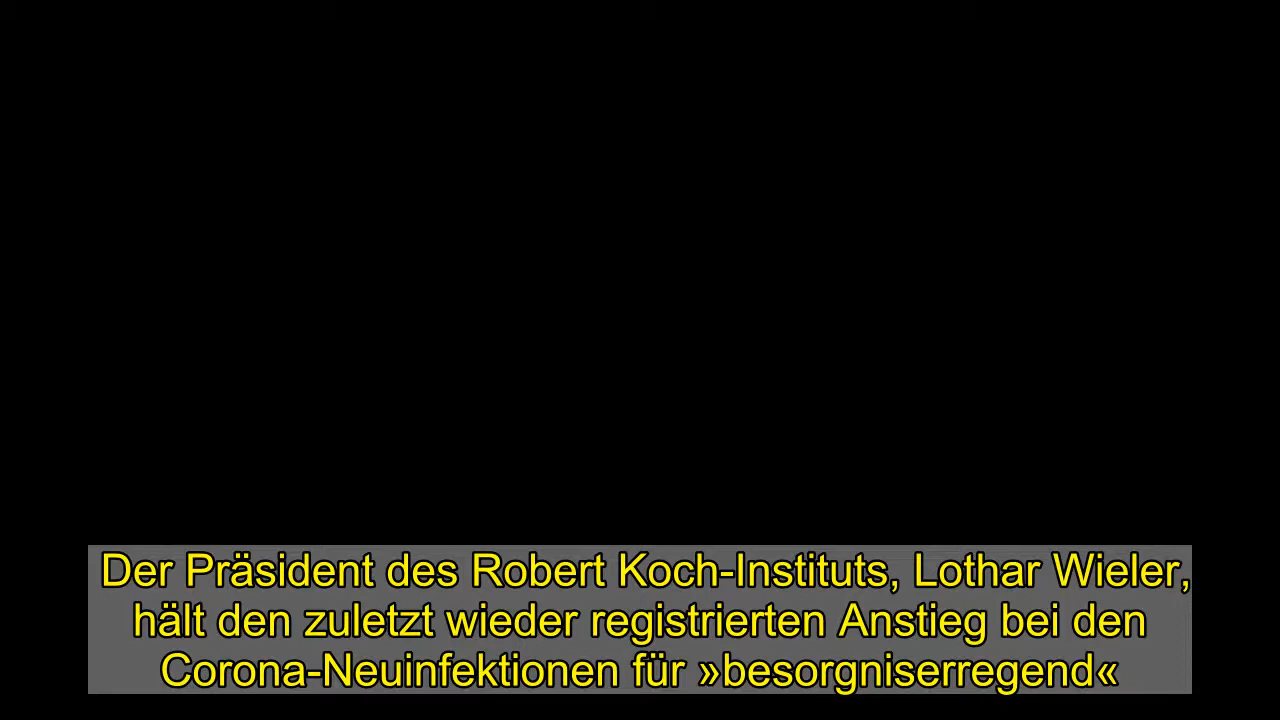 Der Präsident des Robert Koch-Instituts, Lothar Wieler,
hält den zuletzt wieder registrierten Anstieg bei den
Corona-Neuinfektionen für »besorgniserregend«